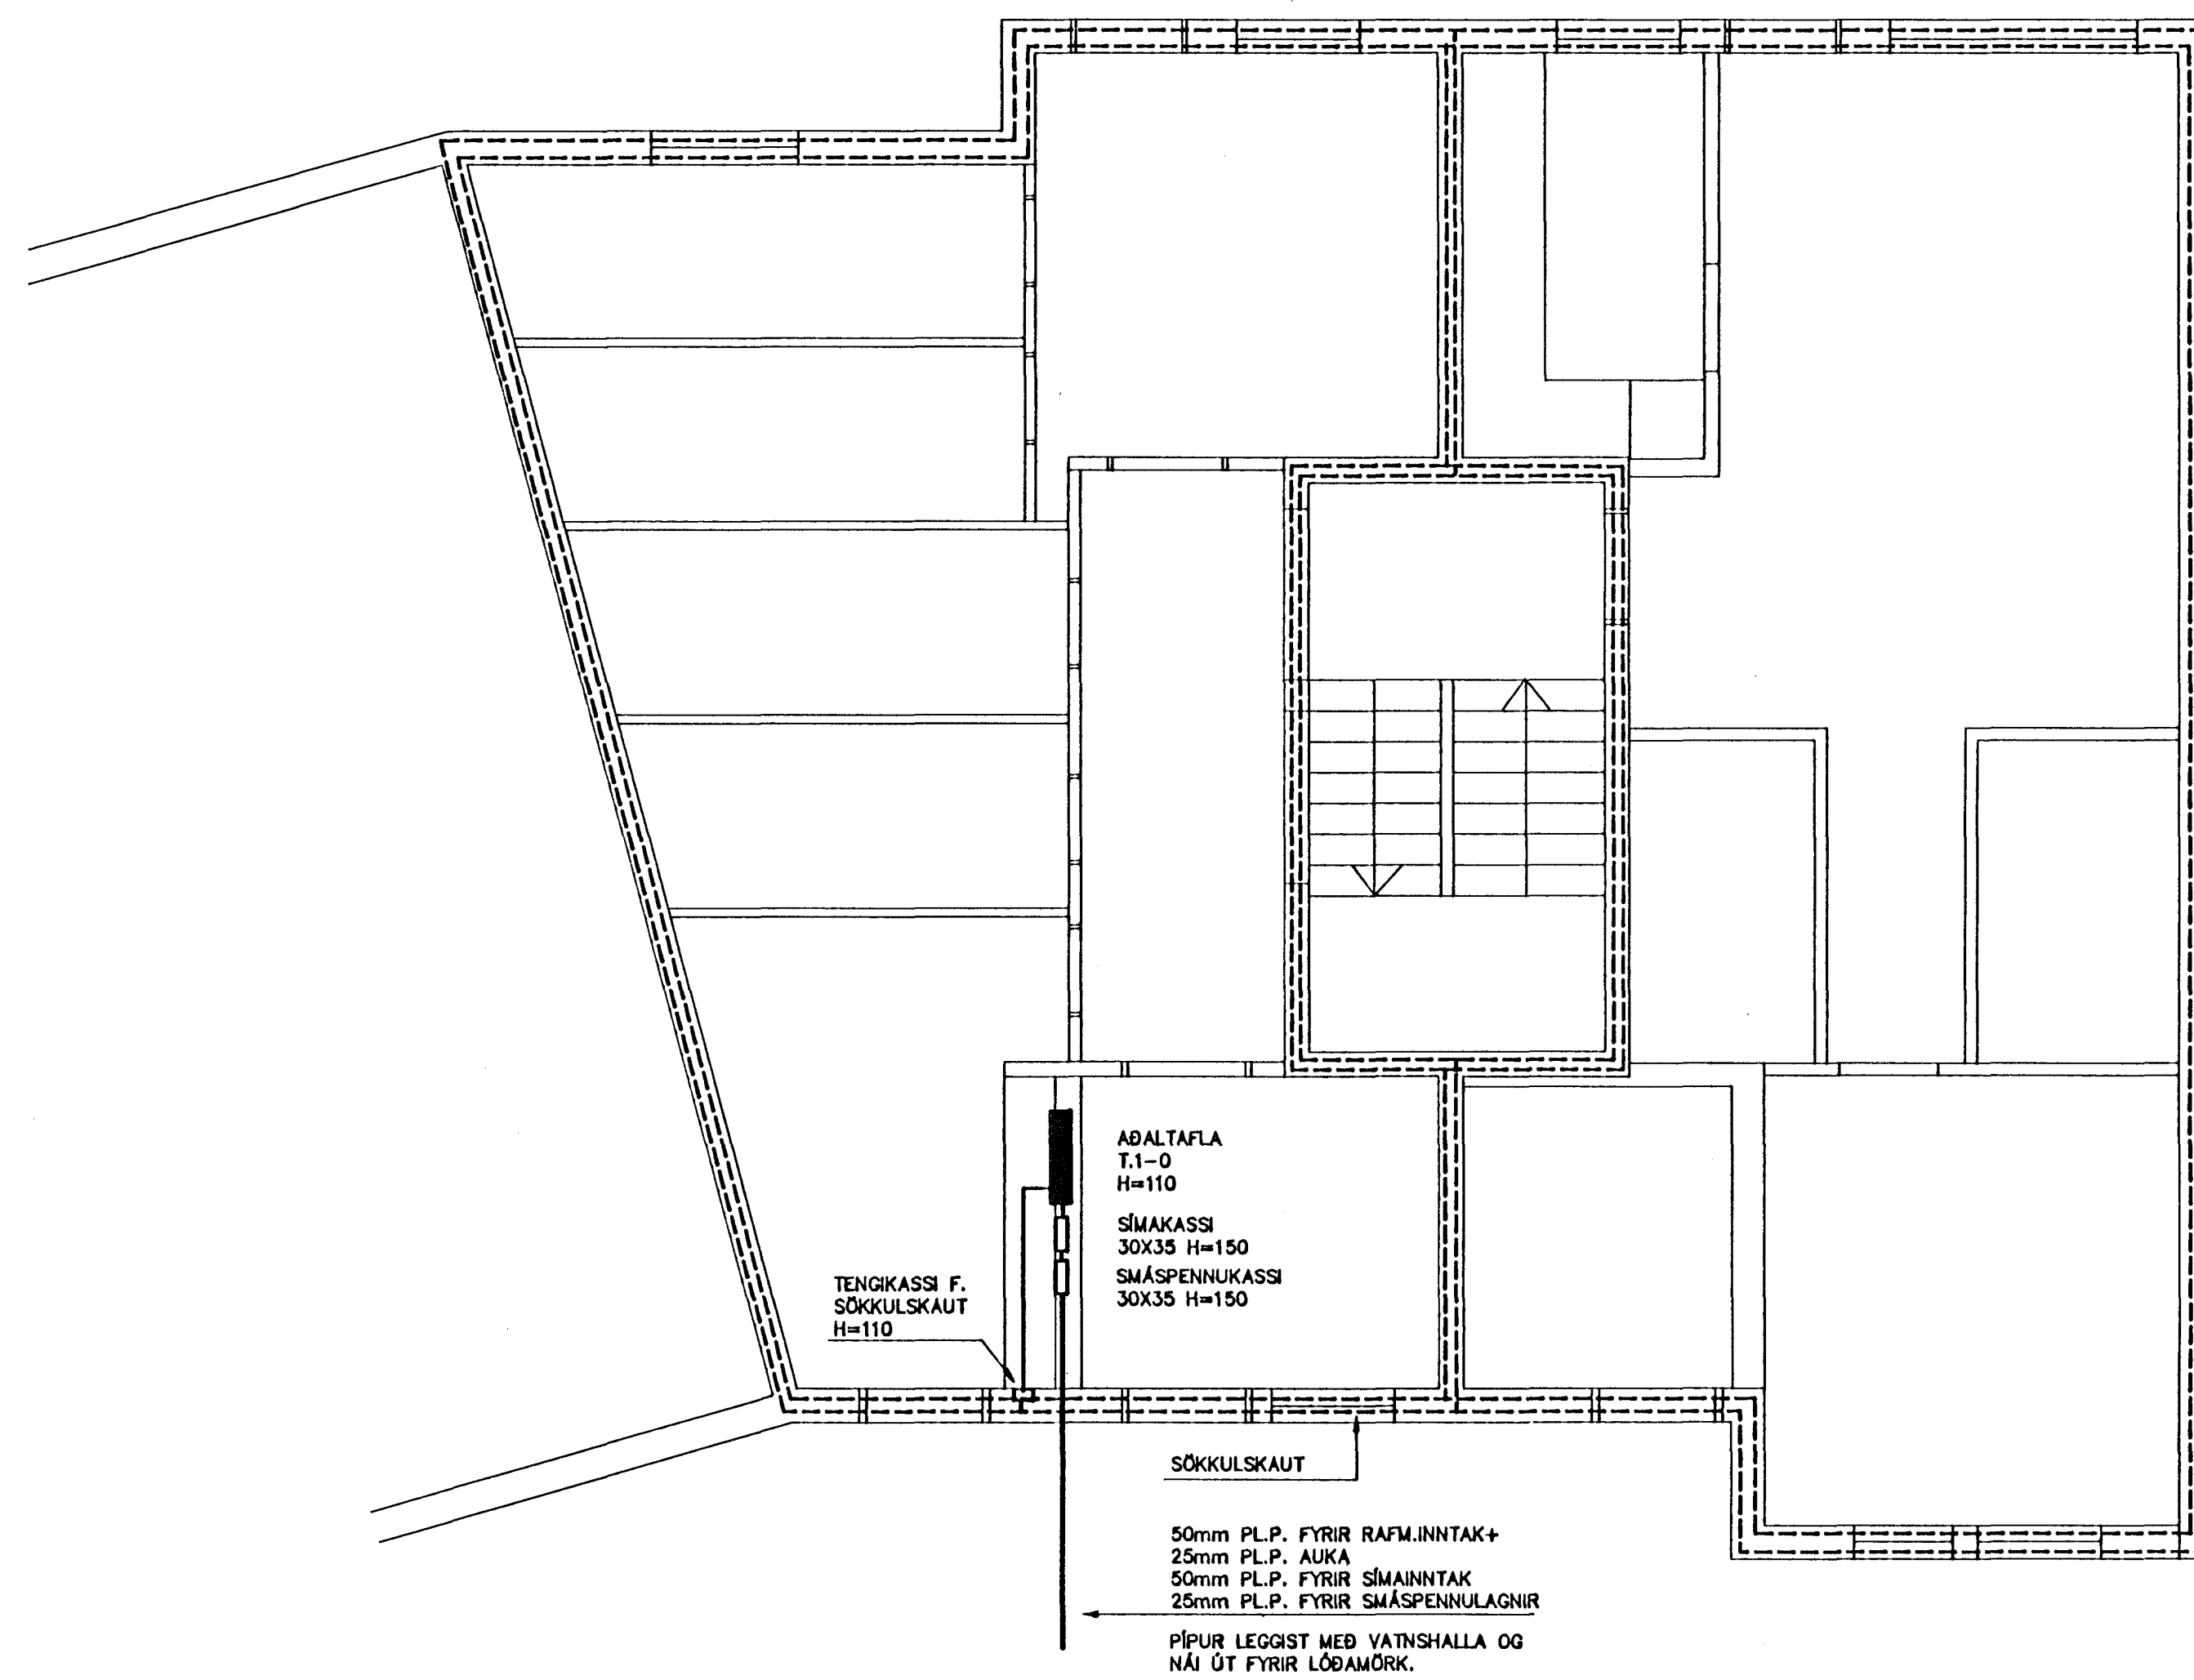 AÐALTAFLA
T.1-0
H=110
SÍMAKASSI
30X35 H=150
SMÁSPENNUKASSI
30X35 H=150
TENGIKASSI F.
SÖKKULSKAUT
H=110
SÖKKULSKAUT
50mm PL.P. FYRIR RAFM.INNTAK+
25mm PL.P. AUKA
50mm PL.P. FYRIR SÍMAINNTAK
25mm PL.P. FYRIR SMÁSPENNULAGNIR
PÍPUR LEGGIST MEÐ VATNSHALLA OG
NÁI ÚT FYRIR LÓÐAMÖRK.